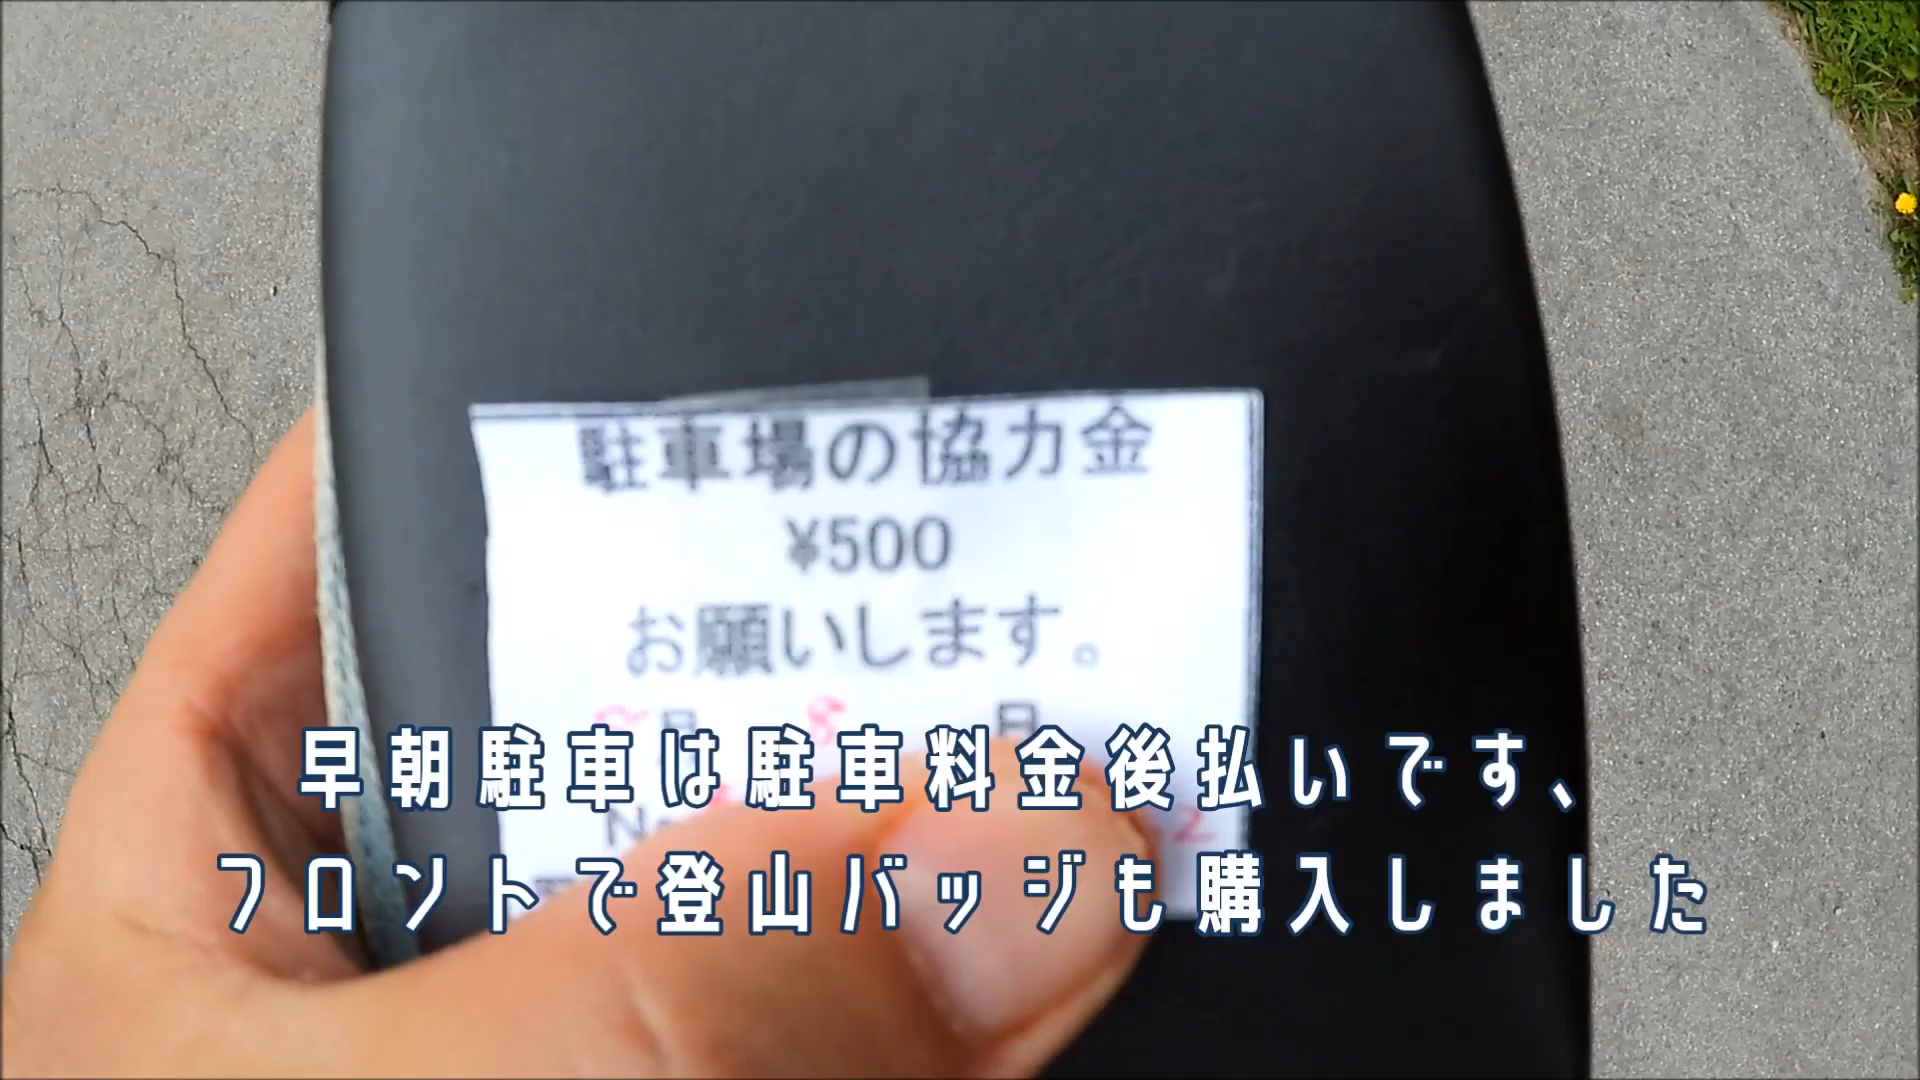 駐車場の協力金
¥500
お願いします。
8 日
早朝駐車は駐車料金後払いです、
フロントで登山バッジも購入しました